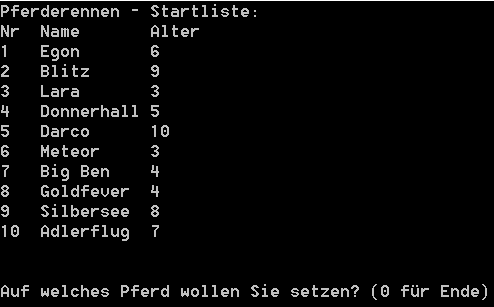 Pferderennen - Startliste:
Nr Name Alter
1 Egon 6
2 Blitz 9
3 Lara 3
4 Donnerhall 5
5 Darco 10
6 Meteor 3
7 Big Ben 4
8 Goldfever 4
9 Silbersee 8
10 Adlerflug 7
Auf welches Pferd wollen Sie setzen? (0 für Ende)